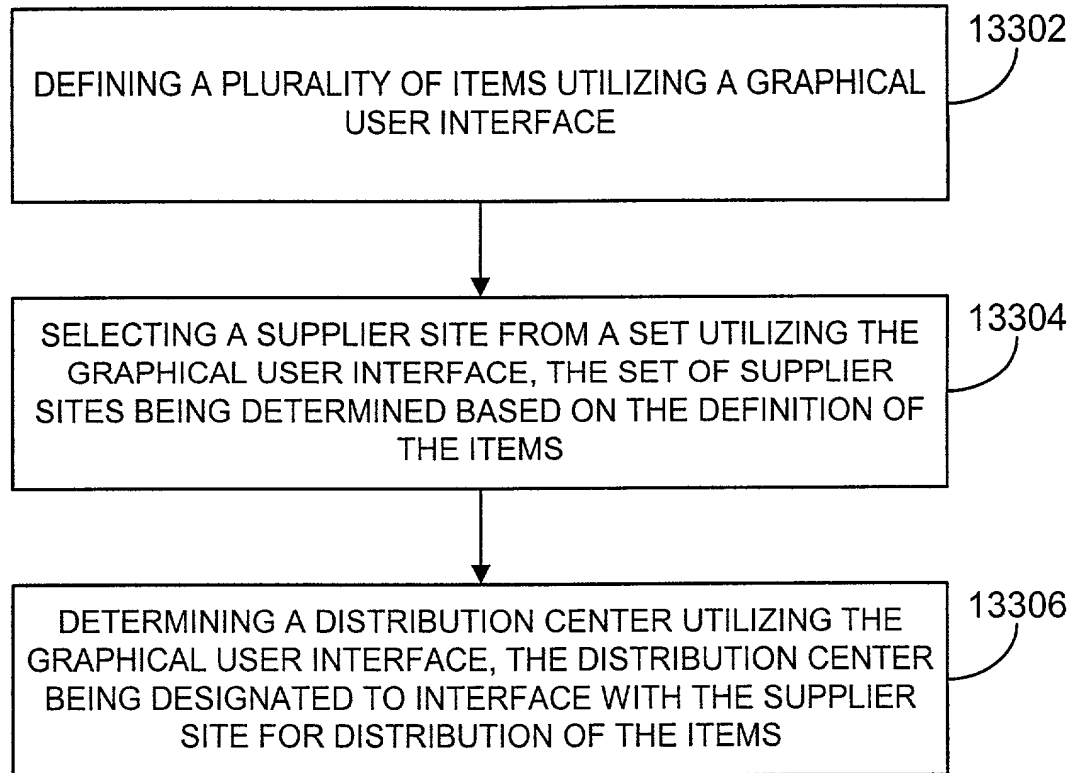 13302
DEFINING A PLURALITY OF ITEMS UTILIZING A GRAPHICAL
USER INTERFACE
13304
SELECTING A SUPPLIER SITE FROM A SET UTILIZING THE
GRAPHICAL USER INTERFACE, THE SET OF SUPPLIER
SITES BEING DETERMINED BASED ON THE DEFINITION OF
THE ITEMS
13306
DETERMINING A DISTRIBUTION CENTER UTILIZING THE
GRAPHICAL USER INTERFACE, THE DISTRIBUTION CENTER
BEING DESIGNATED TO INTERFACE WITH THE SUPPLIER
SITE FOR DISTRIBUTION OF THE ITEMS